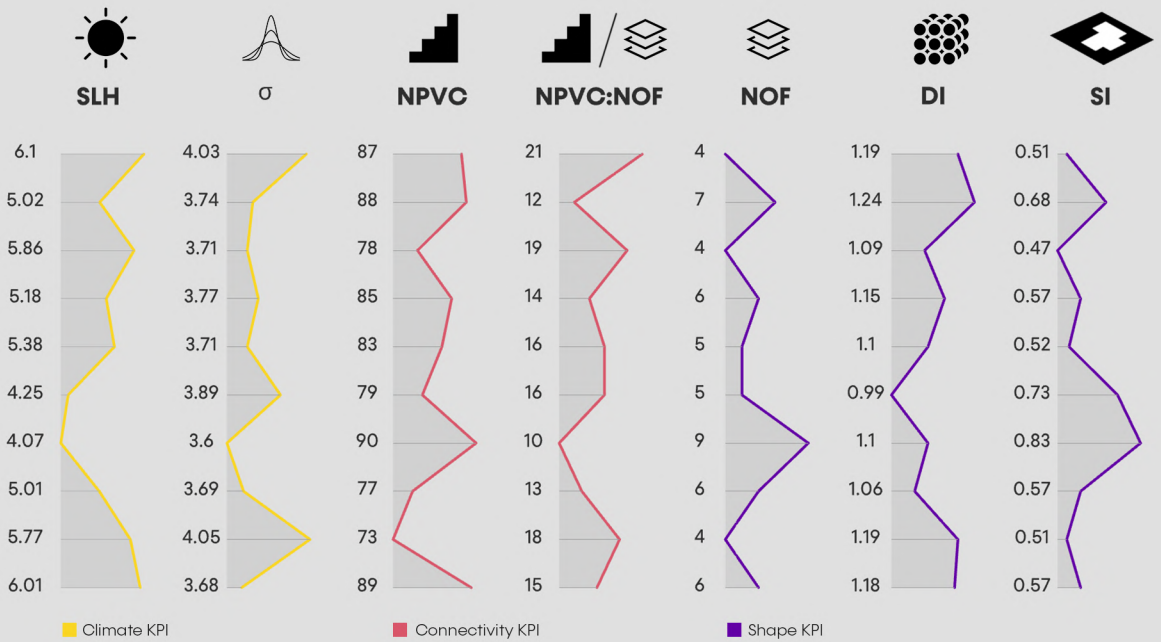 SLH σ NPVC NPVC:NOF NOF DI SI
6.1 4.03 87 21 4 1.19 0.51
5.02 3.74 88 12 7 1.24 0.68
5.86 3.71 78 19 4 1.09 0.47
5.18 3.77 85 14 6 1.15 0.57
5.38 3.71 83 16 5 1.1 0.52
4.25 3.89 79 16 5 0.99 0.73
4.07 3.6 90 10 9 1.1 0.83
5.01 3.69 77 13 6 1.06 0.57
5.77 4.05 73 18 4 1.19 0.51
6.01 3.68 89 15 6 1.18 0.57
Climate KPI Connectivity KPI Shape KPI